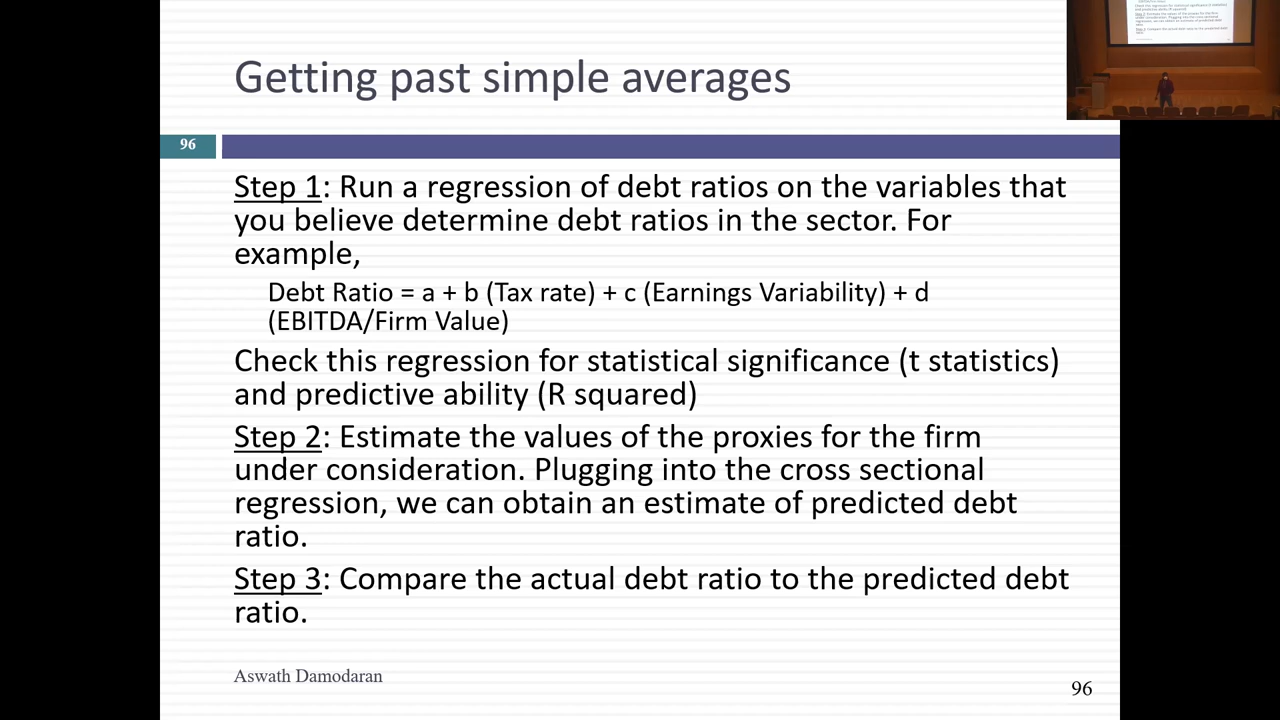 Getting past simple averages
96
Step 1: Run a regression of debt ratios on the variables that
you believe determine debt ratios in the sector. For
example,
Debt Ratio = a + b (Tax rate) + c (Earnings Variability) + d
(EBITDA/Firm Value)
Check this regression for statistical significance (t statistics)
and predictive ability (R squared)
Step 2: Estimate the values of the proxies for the firm
under consideration. Plugging into the cross sectional
regression, we can obtain an estimate of predicted debt
ratio.
Step 3: Compare the actual debt ratio to the predicted debt
ratio.
Aswath Damodaran
96